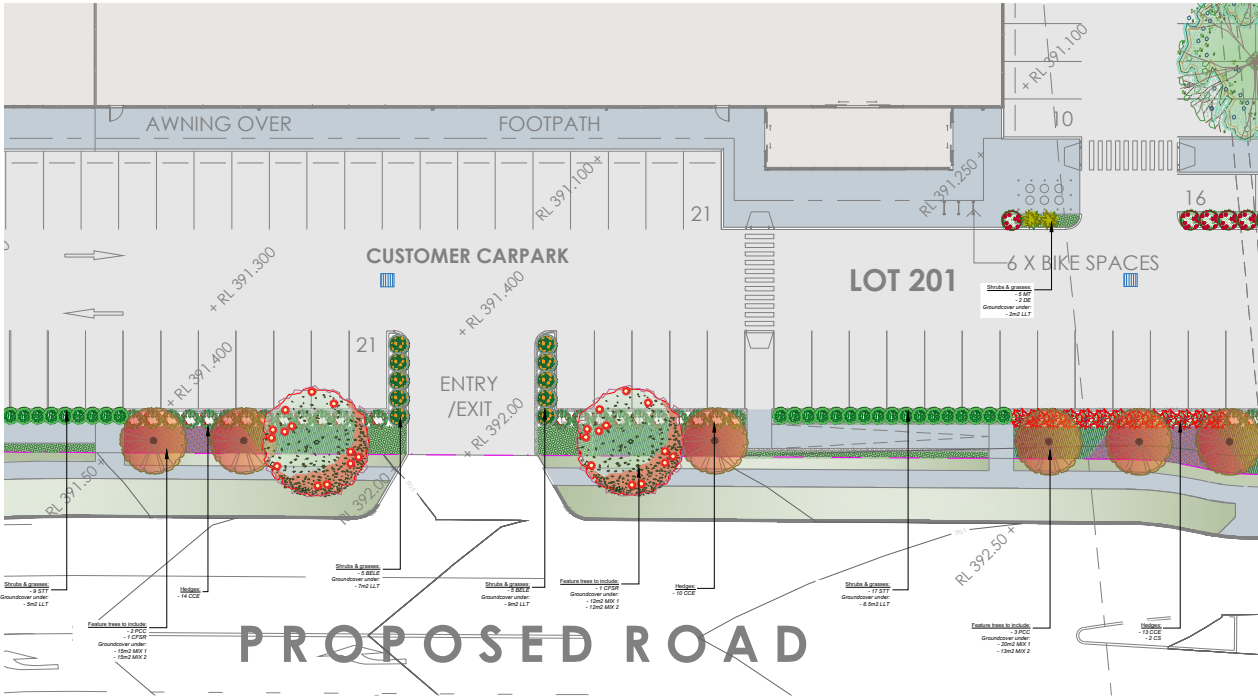 RL 391.100 +
10
AWNING OVER
FOOTPATH
RL 391.100 +
RL 391.250 +
21
16
CUSTOMER CARPARK
+ RL 391.300
+ RL 391.400
LOT 201
6 X BIKE SPACES
Shrubs & grasses:
- 5 MT
- 2 DE
Groundcover under:
- 2m2 LLT
21
+ RL 391.400
ENTRY
/EXIT
+ RL 392.00
RL 391.50 +
RL 392.00 +
RL 392.50 +
Shrubs & grasses:
- 9 STT
Groundcover under:
- 5m2 LLT
Feature trees to include:
- 2 PCC
- 1 CFSR
Groundcover under:
- 15m2 MIX 1
- 15m2 MIX 2
Hedges:
- 14 CCE
Shrubs & grasses:
- 5 BELE
Groundcover under:
- 7m2 LLT
Shrubs & grasses:
- 5 BELE
Groundcover under:
- 9m2 LLT
Feature trees to include:
- 1 CFSR
Groundcover under:
- 12m2 MIX 1
- 12m2 MIX 2
Hedges:
- 10 CCE
Shrubs & grasses:
- 17 STT
Groundcover under:
- 8.5m2 LLT
Feature trees to include:
- 3 PCC
Groundcover under:
- 20m2 MIX 1
- 13m2 MIX 2
Hedges:
- 13 CCE
- 2 CS
PROPOSED ROAD